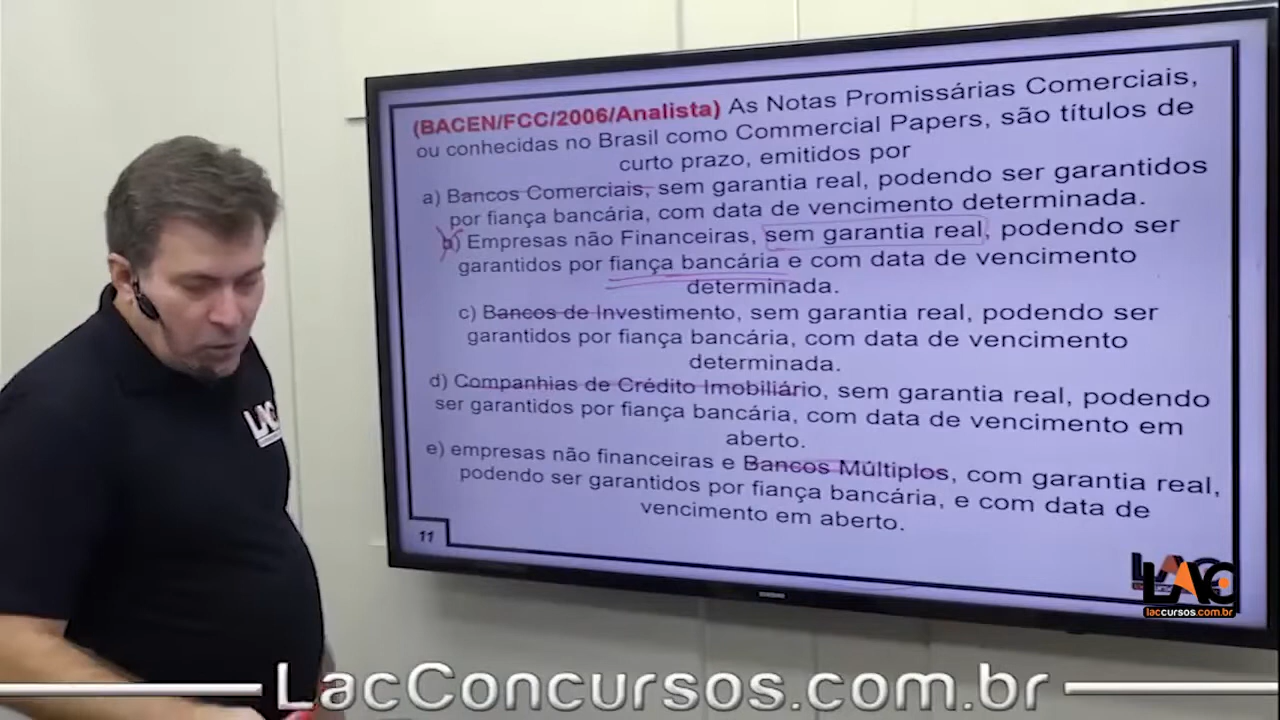 (BACEN/FCC/2006/Analista) As Notas Promissárias Comerciais,
ou conhecidas no Brasil como Commercial Papers, são títulos de
curto prazo, emitidos por
a) Bancos Comerciais, sem garantia real, podendo ser garantidos
por fiança bancária, com data de vencimento determinada.
b) Empresas não Financeiras, sem garantia real, podendo ser
garantidos por fiança bancária e com data de vencimento
determinada.
c) Bancos de Investimento, sem garantia real, podendo ser
garantidos por fiança bancária, com data de vencimento
determinada.
d) Companhias de Crédito Imobiliário, sem garantia real, podendo
ser garantidos por fiança bancária, com data de vencimento em
aberto.
e) empresas não financeiras e Bancos Múltiplos, com garantia real,
podendo ser garantidos por fiança bancária, e com data de
vencimento em aberto.
11
LAC
laccursos.com.br
LAC
SAMSUNG
LacConcursos.com.br